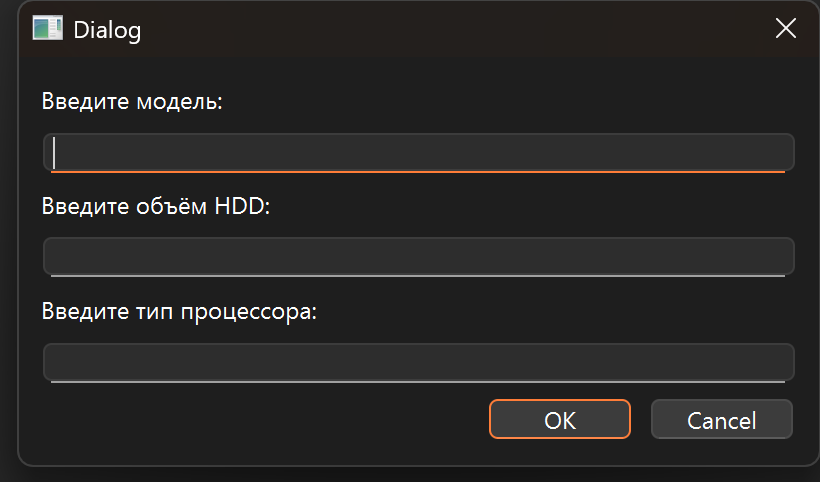 Dialog
Введите модель:
Введите объём HDD:
Введите тип процессора:
OK Cancel